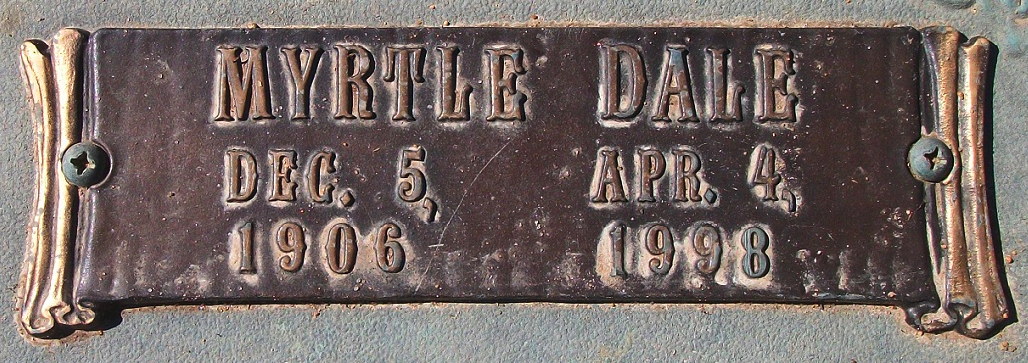 MYRTLE DALE
DEC. 5, APR. 4,
1906 1998